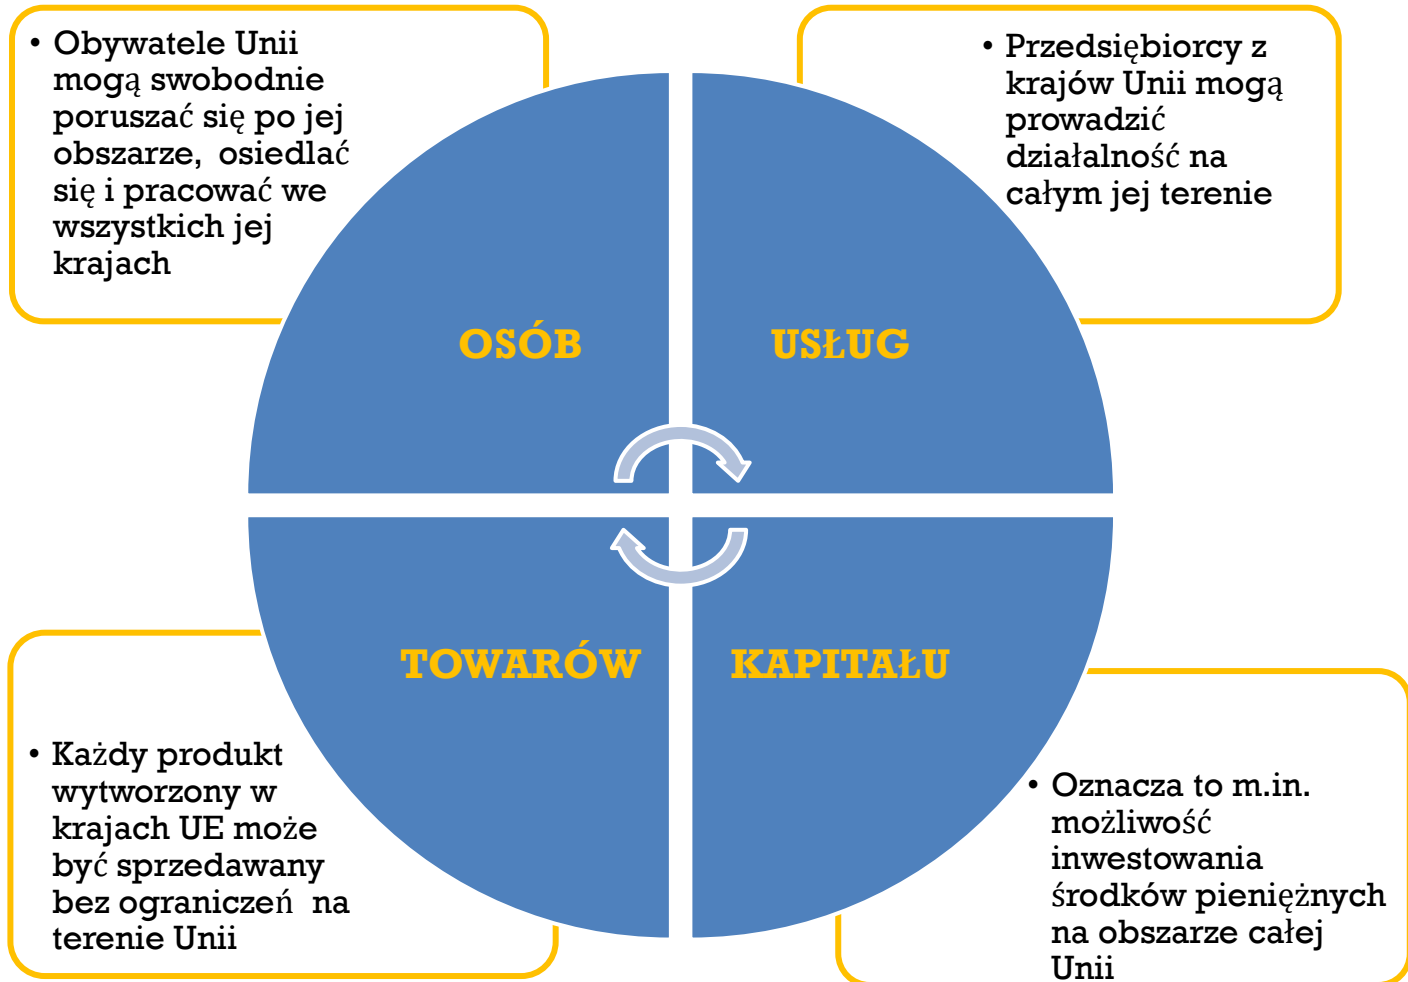 • Obywatele Unii
mogą swobodnie
poruszać się po jej
obszarze, osiedlać
się i pracować we
wszystkich jej
krajach
• Przedsiębiorcy z
krajów Unii mogą
prowadzić
działalność na
całym jej terenie
OSÓB
USŁUG
TOWARÓW
KAPITAŁU
• Każdy produkt
wytworzony w
krajach UE może
być sprzedawany
bez ograniczeń na
terenie Unii
• Oznacza to m.in.
możliwość
inwestowania
środków pieniężnych
na obszarze całej
Unii